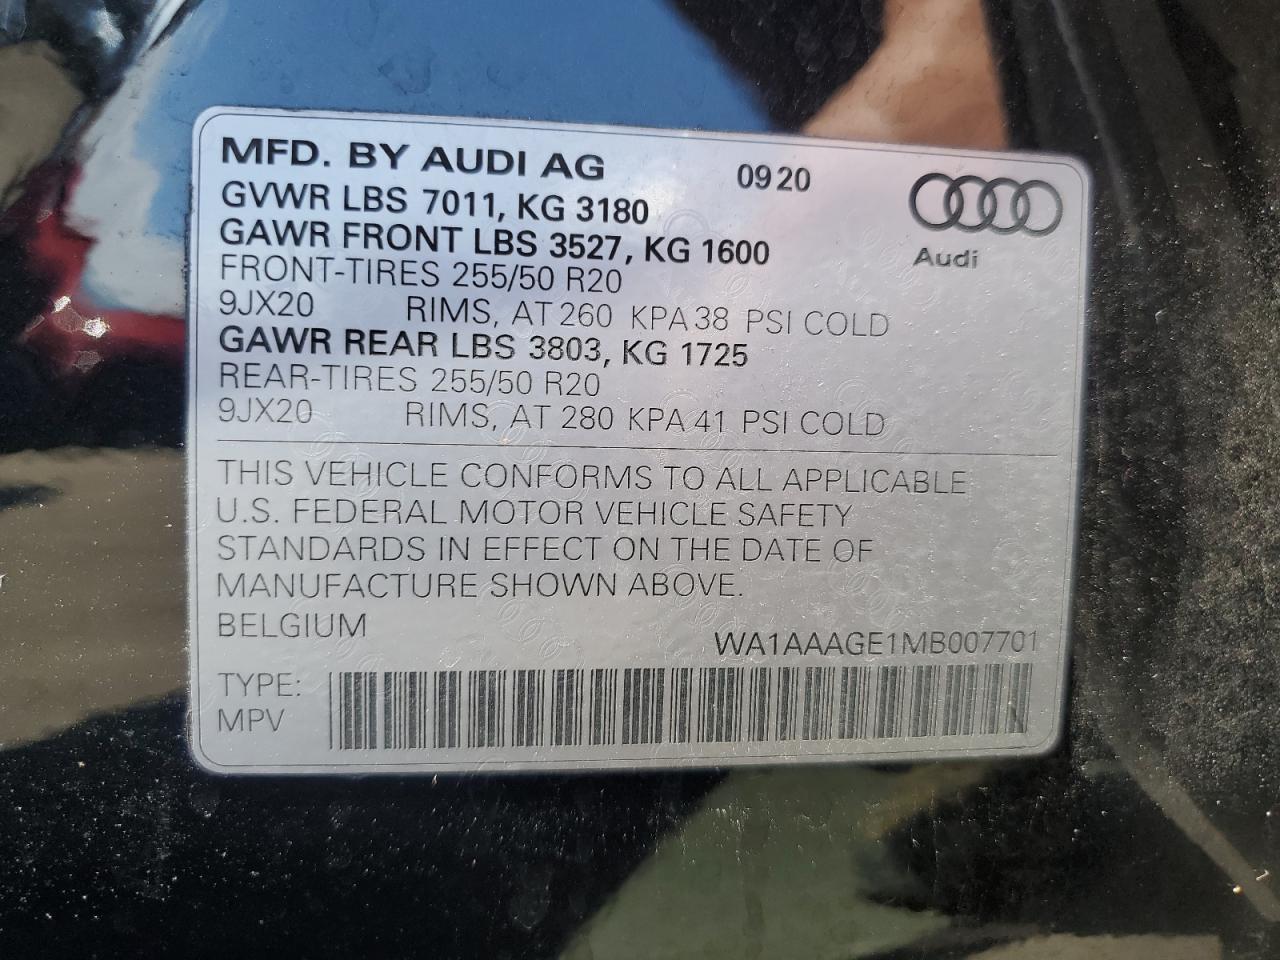 MFD. BY AUDI AG 0920
GVWR LBS 7011, KG 3180
GAWR FRONT LBS 3527, KG 1600
Audi
FRONT-TIRES 255/50 R20
9JX20 RIMS, AT 260 KPA 38 PSI COLD
GAWR REAR LBS 3803, KG 1725
REAR-TIRES 255/50 R20
9JX20 RIMS, AT 280 KPA 41 PSI COLD
THIS VEHICLE CONFORMS TO ALL APPLICABLE
U.S. FEDERAL MOTOR VEHICLE SAFETY
STANDARDS IN EFFECT ON THE DATE OF
MANUFACTURE SHOWN ABOVE.
BELGIUM
WA1AAAGE1MB007701
TYPE:
MPV